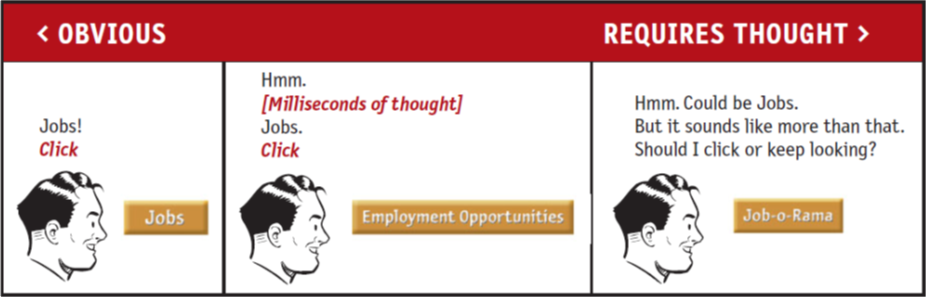 < OBVIOUS
REQUIRES THOUGHT >
Jobs!
Click
Jobs
Hmm.
[Milliseconds of thought]
Jobs.
Click
Employment Opportunities
Hmm. Could be Jobs.
But it sounds like more than that.
Should I click or keep looking?
Job-o-Rama